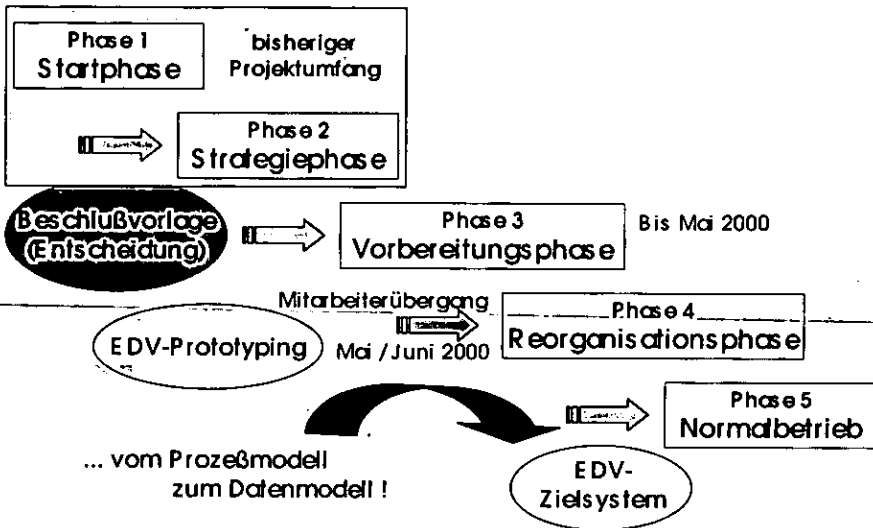 Phase 1
Startphase
bisheriger
Projektumfang
Phase 2
Strategiephase
Beschlußvorlage
(Entscheidung)
Phase 3
Vorbereitungsphase
Bis Mai 2000
Mitarbeiterübergang
Phase 4
Reorganisationsphase
EDV-Prototyping
Mai / Juni 2000
Phase 5
Normalbetrieb
... vom Prozeßmodell
zum Datenmodell !
EDV-
Zielsystem